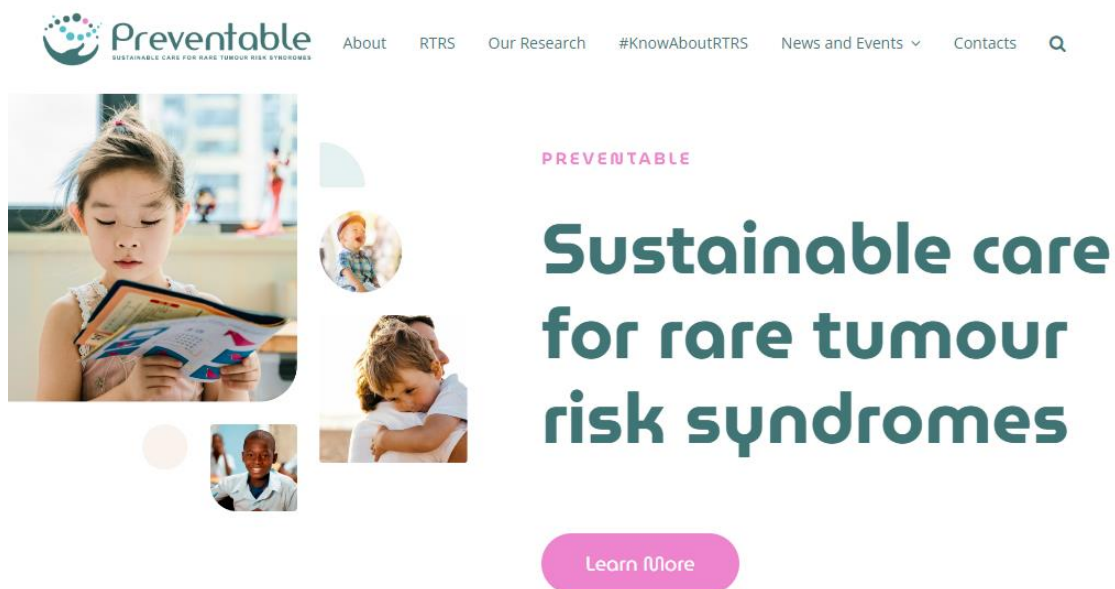 Preventable
SUSTAINABLE CARE FOR RARE TUMOUR RISK SYNDROMES
About RTRS Our Research #KnowAboutRTRS News and Events Contacts
PREVENTABLE
Sustainable care
for rare tumour
risk syndromes
Learn More